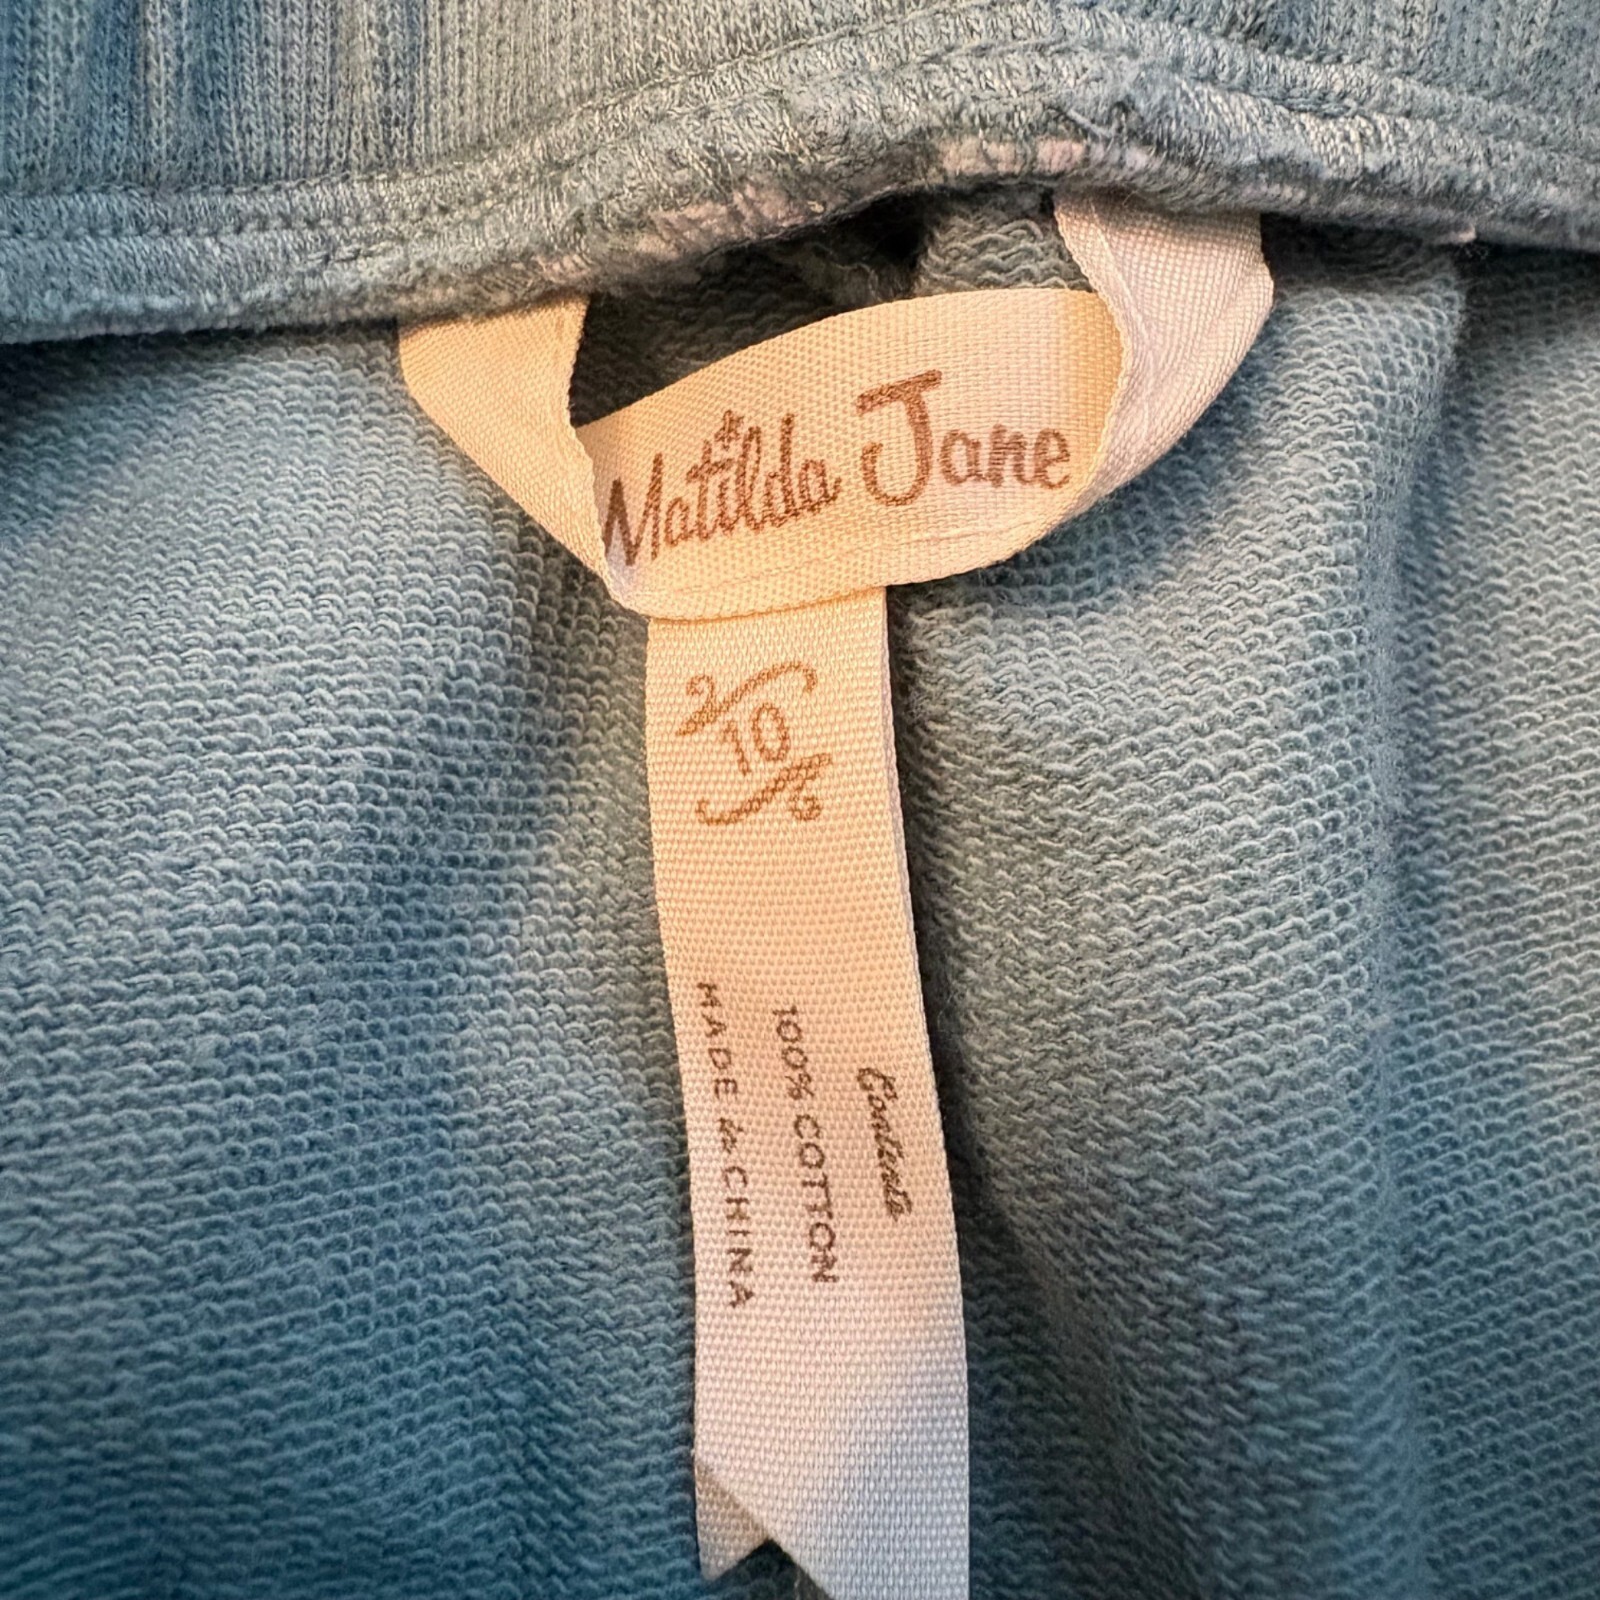 Matilda Jane
10
Contents
100% COTTON
MADE in CHINA